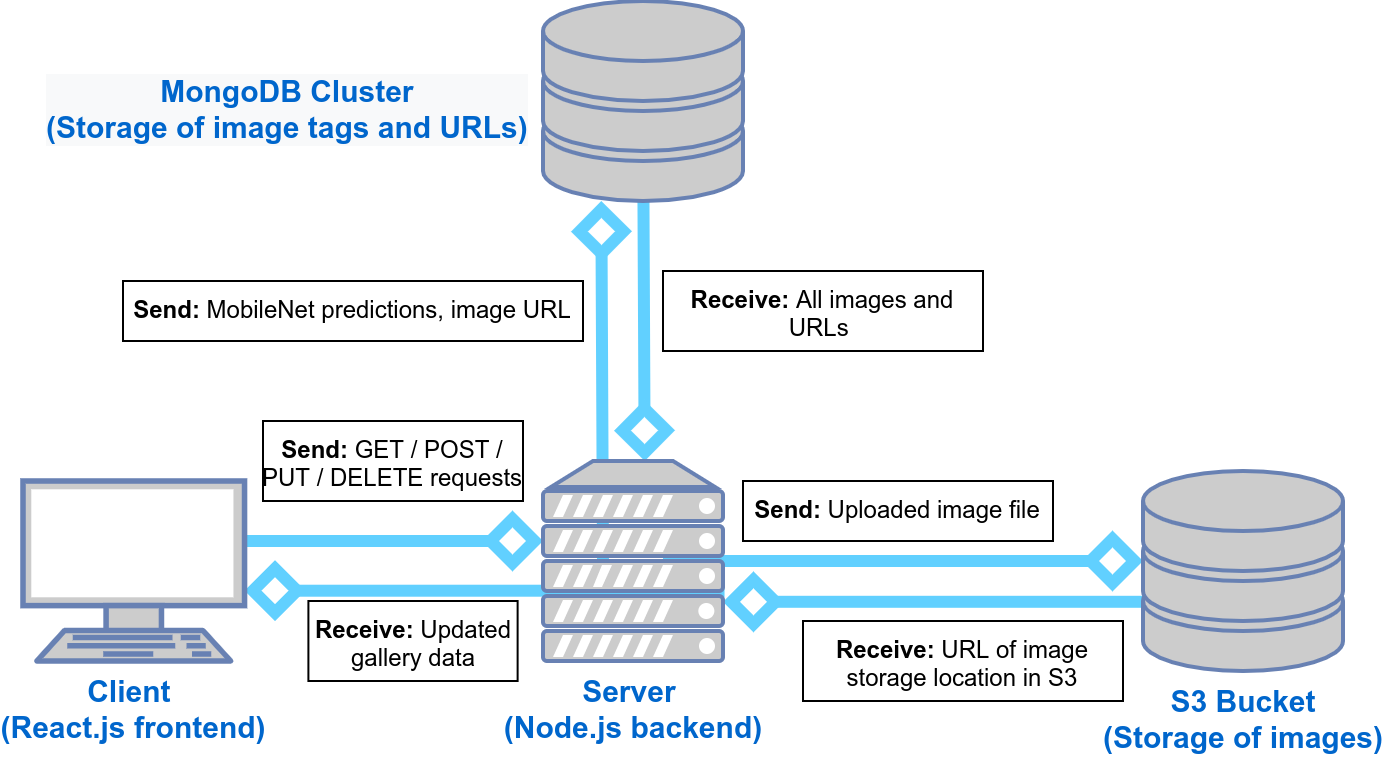 MongoDB Cluster
(Storage of image tags and URLs)
Send: MobileNet predictions, image URL
Receive: All images and
URLs
Send: GET / POST /
PUT / DELETE requests
Send: Uploaded image file
Receive: Updated
gallery data
Receive: URL of image
storage location in S3
Client
(React.js frontend)
Server
(Node.js backend)
S3 Bucket
(Storage of images)